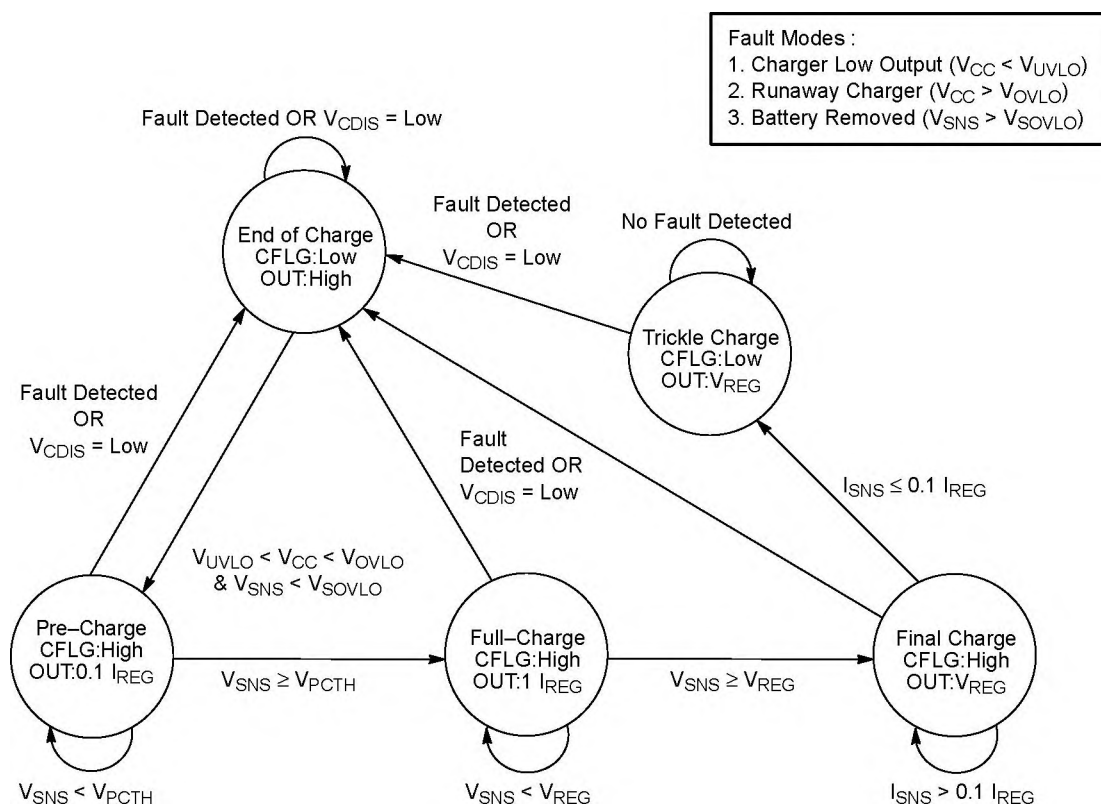 Fault Modes :
1. Charger Low Output (VCC < VUVLO)
2. Runaway Charger (VCC > VOVLO)
3. Battery Removed (VSNS > VSOVLO)
Fault Detected OR VCDIS = Low
End of Charge
CFLG:Low
OUT:High
Fault Detected
OR
VCDIS = Low
No Fault Detected
Trickle Charge
CFLG:Low
OUT:VREG
Fault Detected
OR
VCDIS = Low
Fault
Detected OR
VCDIS = Low
ISNS ≤ 0.1 IREG
VUVLO < VCC < VOVLO
& VSNS < VSOVLO
Pre–Charge
CFLG:High
OUT:0.1 IREG
VSNS ≥ VPCTH
Full–Charge
CFLG:High
OUT:1 IREG
VSNS ≥ VREG
Final Charge
CFLG:High
OUT:VREG
VSNS < VPCTH
VSNS < VREG
ISNS > 0.1 IREG